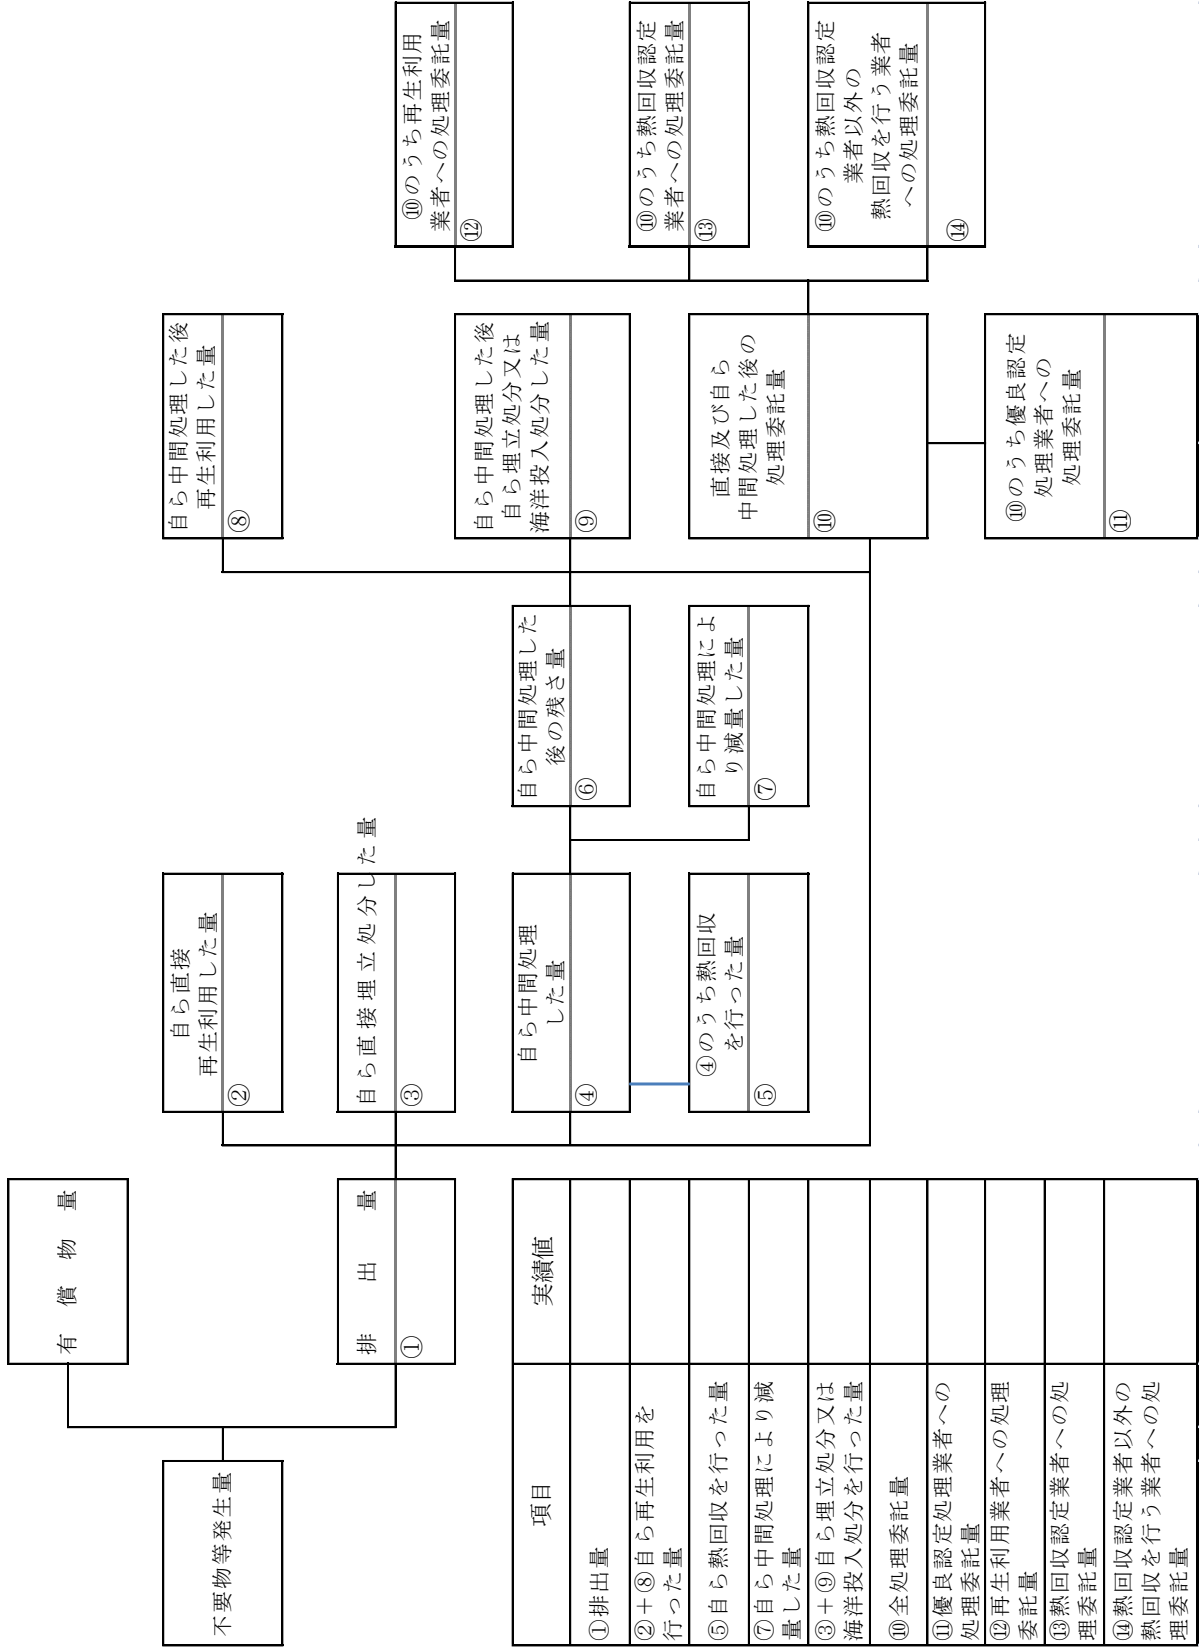 不要物等発生量
有償物量
排出量
①
自ら直接
再生利用した量
②
自ら直接埋立処分した量
③
自ら中間処理
した量
④
④のうち熱回収
を行った量
⑤
自ら中間処理した
後の残さ量
⑥
自ら中間処理によ
り減量した量
⑦
自ら中間処理した後
再生利用した量
⑧
自ら中間処理した後
自ら埋立処分又は
海洋投入処分した量
⑨
直接及び自ら
中間処理した後の
処理委託量
⑩
⑩のうち優良認定
処理業者への
処理委託量
⑪
⑩のうち再生利用
業者への処理委託量
⑫
⑩のうち熱回収認定
業者への処理委託量
⑬
⑩のうち熱回収認定
業者以外の
熱回収を行う業者
への処理委託量
⑭
項目
実績値
①排出量
②+⑧自ら再生利用を
行った量
⑤自ら熱回収を行った量
⑦自ら中間処理により減
量した量
③+⑨自ら埋立処分又は
海洋投入処分を行った量
⑩全処理委託量
⑪優良認定処理業者への
処理委託量
⑫再生利用業者への処理
委託量
⑬熱回収認定業者への処
理委託量
⑭熱回収認定業者以外の
熱回収を行う業者への処
理委託量